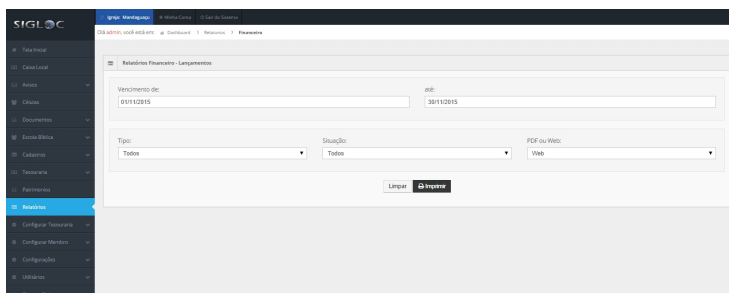 SIGLOC
Igreja: Mandaguaçu
Minha Conta
Sair do Sistema
Olá admin, você está em: Dashboard > Relatórios > Financeiro
Tela Inicial
Caixa Local
Avisos
Células
Documentos
Escola Bíblica
Cadastros
Tesouraria
Patrimonios
Relatórios
Configurar Tesouraria
Configurar Membro
Configurações
Utilitários
Relatórios Financeiro - Lançamentos
Vencimento de: até:
01/11/2015 30/11/2015
Tipo: Situação: PDF ou Web:
Todos Todos Web
Limpar Imprimir